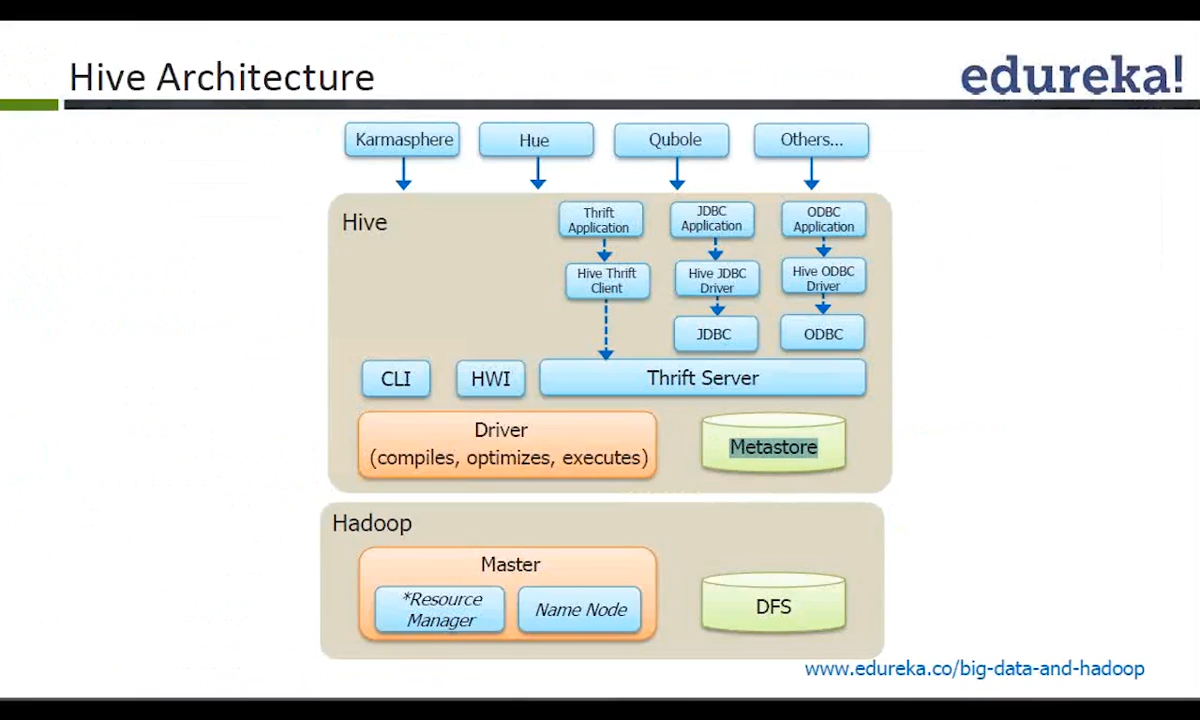 Hive Architecture
edureka!
Karmasphere
Hue
Qubole
Others...
Hive
Thrift
Application
JDBC
Application
ODBC
Application
Hive Thrift
Client
Hive JDBC
Driver
Hive ODBC
Driver
JDBC
ODBC
CLI
HWI
Thrift Server
Driver
(compiles, optimizes, executes)
Metastore
Hadoop
Master
*Resource
Manager
Name Node
DFS
www.edureka.co/big-data-and-hadoop